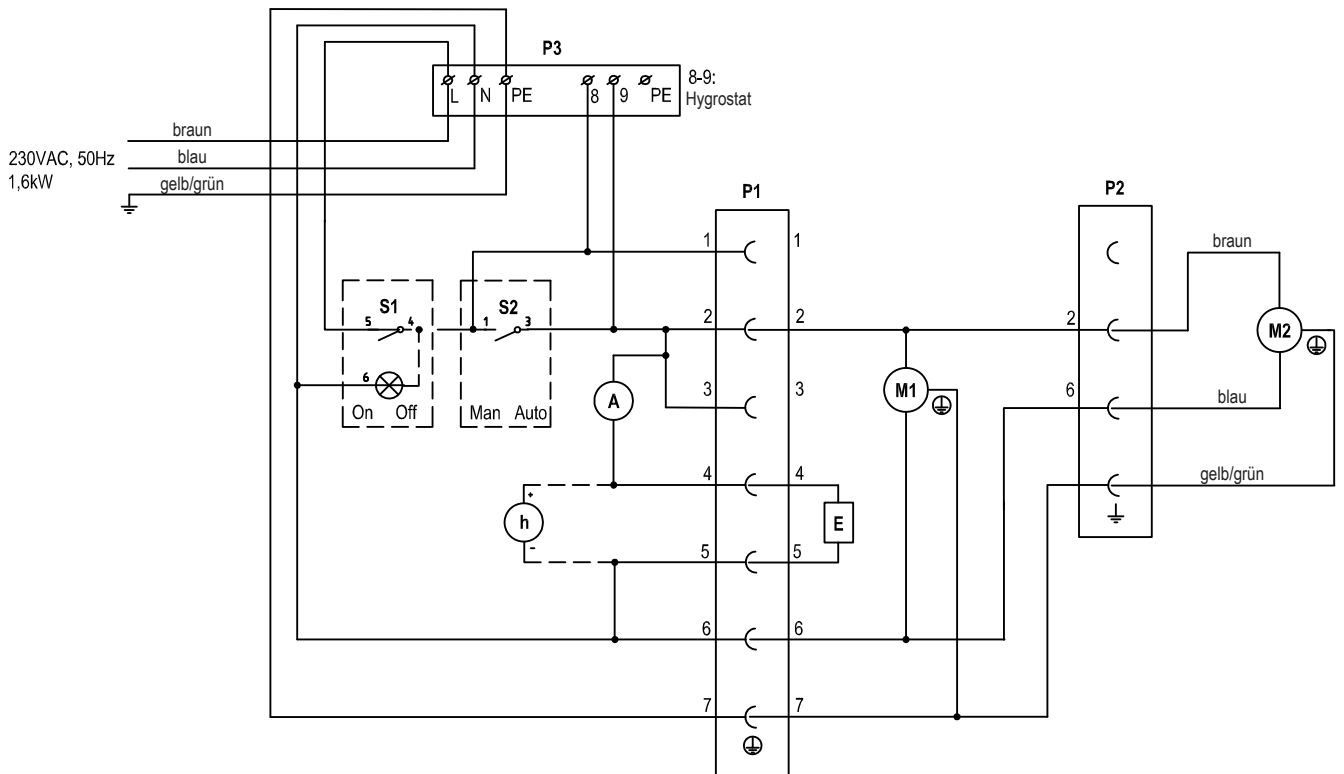 P3
L N PE 8 9 PE
8-9:
Hygrostat
230VAC, 50Hz
1,6kW
braun
blau
gelb/grün
P1
P2
1 1
S1
5 4
6
On Off
S2
1 3
Man Auto
2 2
A
3 3
4 4
+
h
-
E
5 5
6 6
7 7
M1
2
6
braun
M2
blau
gelb/grün